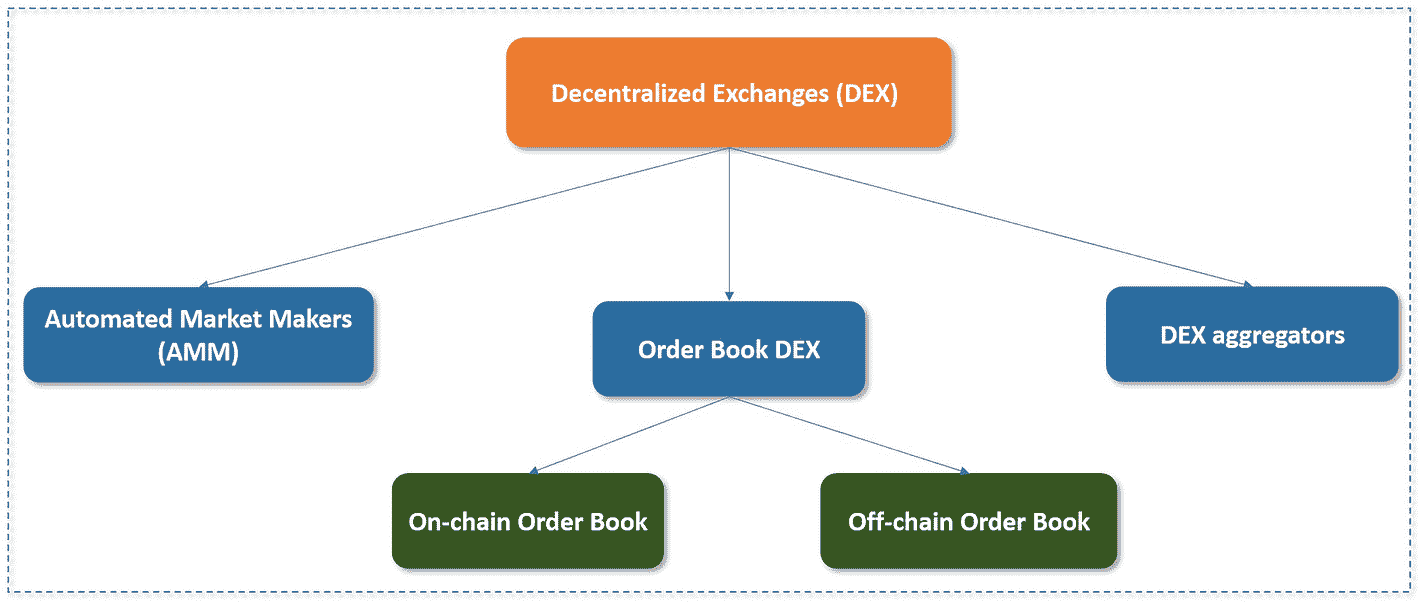 Decentralized Exchanges (DEX)
Automated Market Makers
(AMM)
Order Book DEX
DEX aggregators
On-chain Order Book
Off-chain Order Book